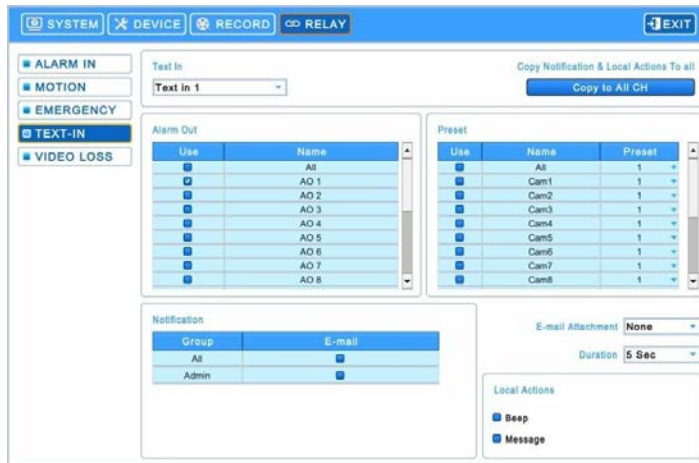 SYSTEM DEVICE RECORD RELAY EXIT
ALARM IN
MOTION
EMERGENCY
TEXT-IN
VIDEO LOSS
Text In
Text in 1
Copy Notification & Local Actions To all
Copy to All CH
Alarm Out
Use Name
All
AO 1
AO 2
AO 3
AO 4
AO 5
AO 6
AO 7
AO 8
Preset
Use Name Preset
All 1
Cam1 1
Cam2 1
Cam3 1
Cam4 1
Cam5 1
Cam6 1
Cam7 1
Cam8 1
Notification
Group E-mail
All
Admin
E-mail Attachment None
Duration 5 Sec
Local Actions
Beep
Message